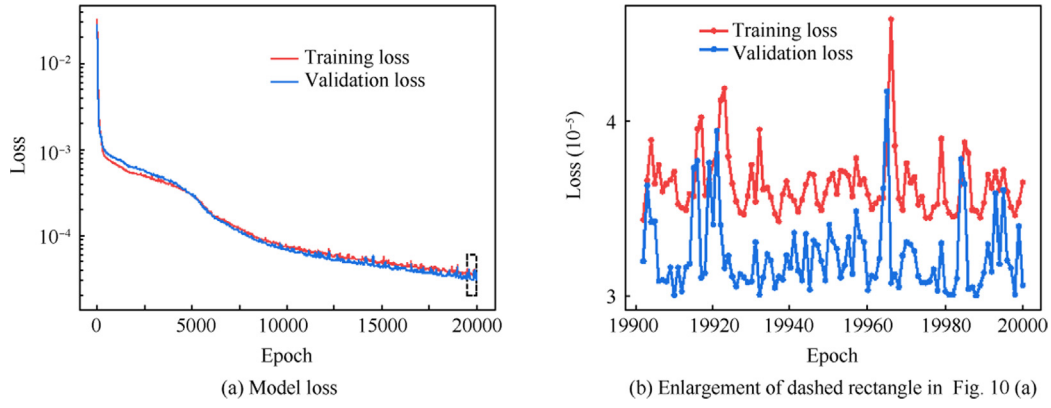 10⁻²
10⁻³
10⁻⁴
Loss
Training loss
Validation loss
0
5000
10000
15000
20000
Epoch
(a) Model loss
4
3
Loss (10⁻⁵)
Training loss
Validation loss
19900
19920
19940
19960
19980
20000
Epoch
(b) Enlargement of dashed rectangle in Fig. 10 (a)